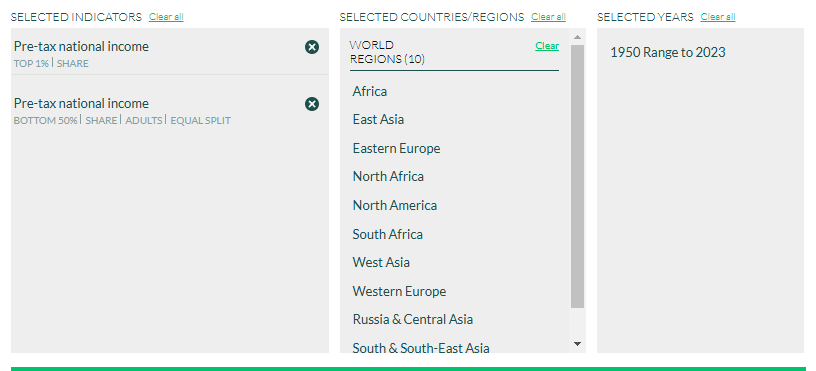 SELECTED INDICATORS Clear all
Pre-tax national income
TOP 1% | SHARE
Pre-tax national income
BOTTOM 50% | SHARE | ADULTS | EQUAL SPLIT
SELECTED COUNTRIES/REGIONS Clear all
WORLD
REGIONS (10) Clear
Africa
East Asia
Eastern Europe
North Africa
North America
South Africa
West Asia
Western Europe
Russia & Central Asia
South & South-East Asia
SELECTED YEARS Clear all
1950 Range to 2023